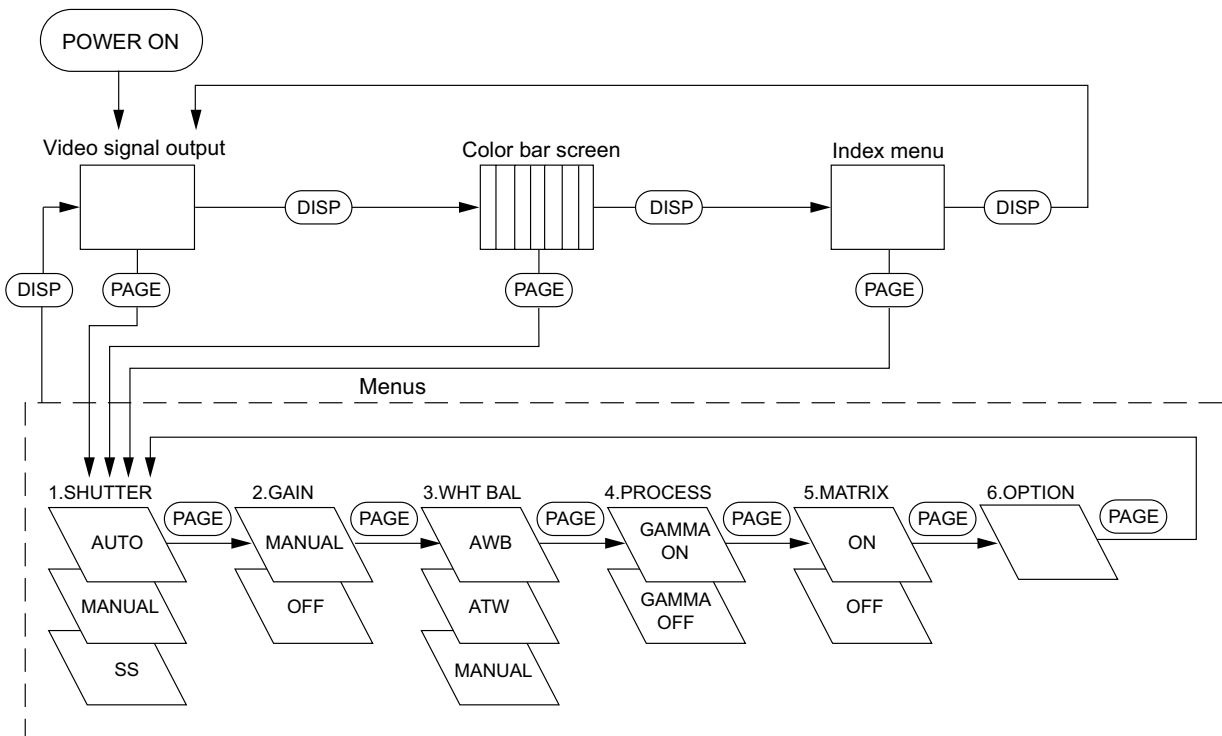 POWER ON
Video signal output
Color bar screen
Index menu
DISP
DISP
DISP
DISP
PAGE
PAGE
PAGE
Menus
1.SHUTTER
2.GAIN
3.WHT BAL
4.PROCESS
5.MATRIX
6.OPTION
PAGE
PAGE
PAGE
PAGE
PAGE
PAGE
AUTO
MANUAL
AWB
GAMMA
ON
ON
MANUAL
OFF
ATW
GAMMA
OFF
OFF
SS
MANUAL